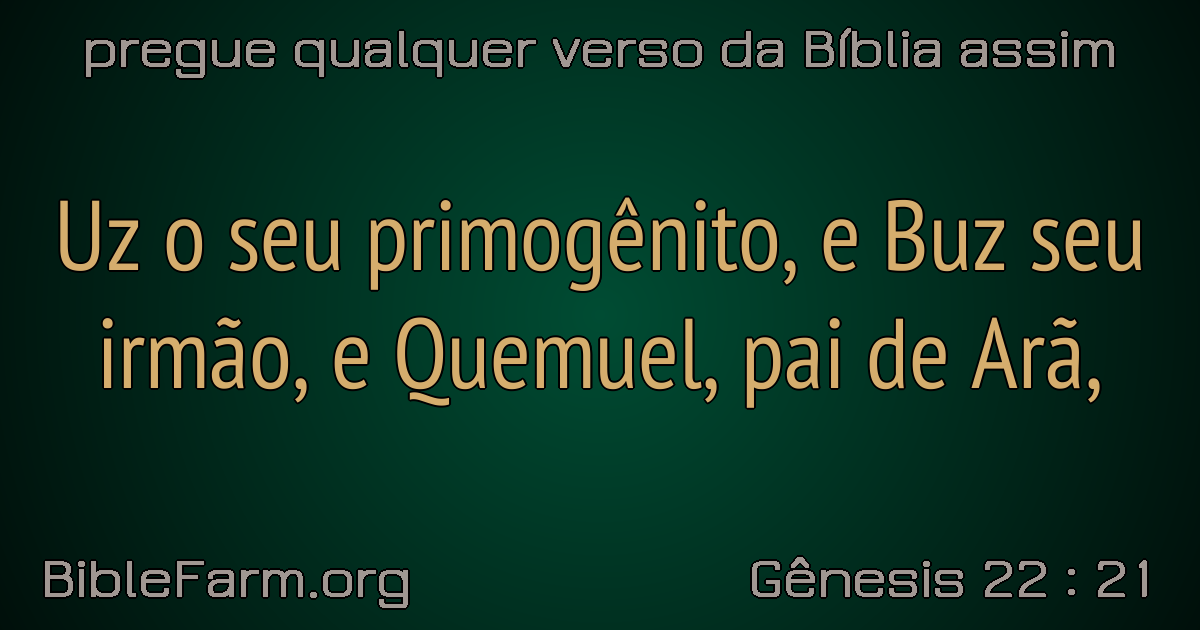 pregue qualquer verso da Bíblia assim
Uz o seu primogênito, e Buz seu
irmão, e Quemuel, pai de Arã,
BibleFarm.org
Gênesis 22 : 21